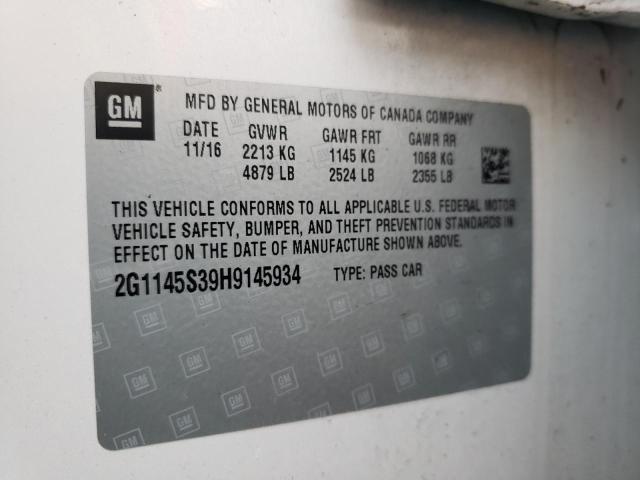 GM ® MFD BY GENERAL MOTORS OF CANADA COMPANY
DATE GVWR GAWR FRT GAWR RR
11/16 2213 KG 1145 KG 1068 KG
4879 LB 2524 LB 2355 LB
THIS VEHICLE CONFORMS TO ALL APPLICABLE U.S. FEDERAL MOTOR
VEHICLE SAFETY, BUMPER, AND THEFT PREVENTION STANDARDS IN
EFFECT ON THE DATE OF MANUFACTURE SHOWN ABOVE.
2G1145S39H9145934 TYPE: PASS CAR